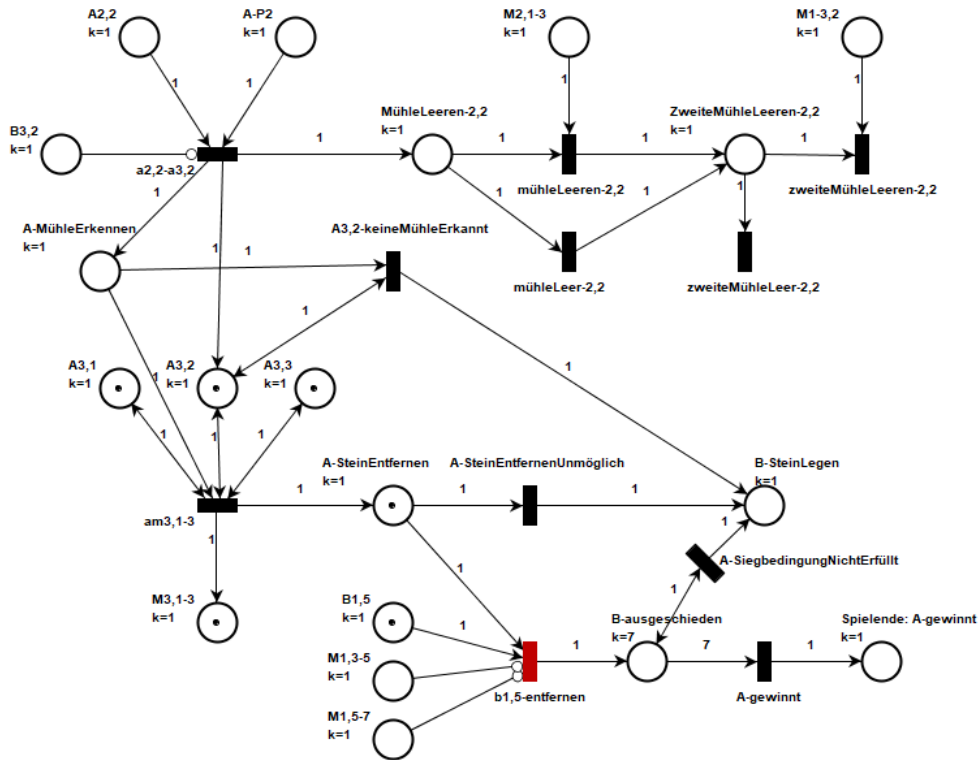 A2,2
k=1
A-P2
k=1
M2,1-3
k=1
M1-3,2
k=1
1
1
1
1
B3,2
k=1
a2,2-a3,2
1
MühleLeeren-2,2
k=1
1
mühleLeeren-2,2
1
ZweiteMühleLeeren-2,2
k=1
1
zweiteMühleLeeren-2,2
1
1
1
1
A-MühleErkennen
k=1
1
1
A3,2-keineMühleErkannt
mühleLeer-2,2
zweiteMühleLeer-2,2
1
1
A3,1
k=1
A3,2
k=1
A3,3
k=1
1
1
1
1
A-SteinEntfernen
k=1
A-SteinEntfernenUnmöglich
B-SteinLegen
k=1
am3,1-3
1
1
1
1
1
A-SiegbedingungNichtErfüllt
1
M3,1-3
k=1
1
B1,5
k=1
1
B-ausgeschieden
k=7
Spielende: A-gewinnt
k=1
M1,3-5
k=1
1
7
1
b1,5-entfernen
A-gewinnt
M1,5-7
k=1